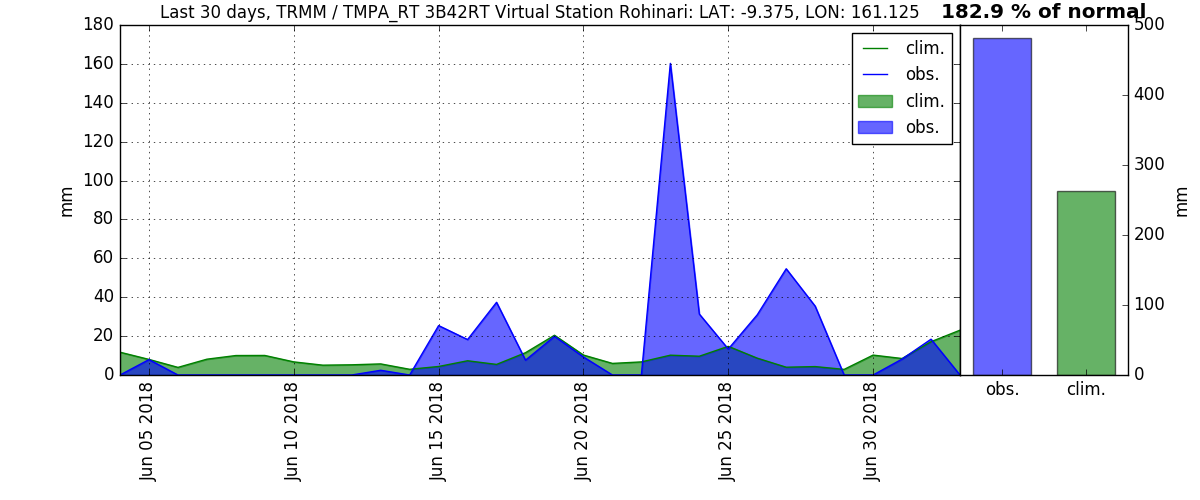 Last 30 days, TRMM / TMPA_RT 3B42RT Virtual Station Rohinari: LAT: -9.375, LON: 161.125
182.9 % of normal
180
160
140
120
100
80
60
40
20
0
mm
clim.
obs.
clim.
obs.
Jun 05 2018
Jun 10 2018
Jun 15 2018
Jun 20 2018
Jun 25 2018
Jun 30 2018
500
400
300
200
100
0
mm
obs.
clim.